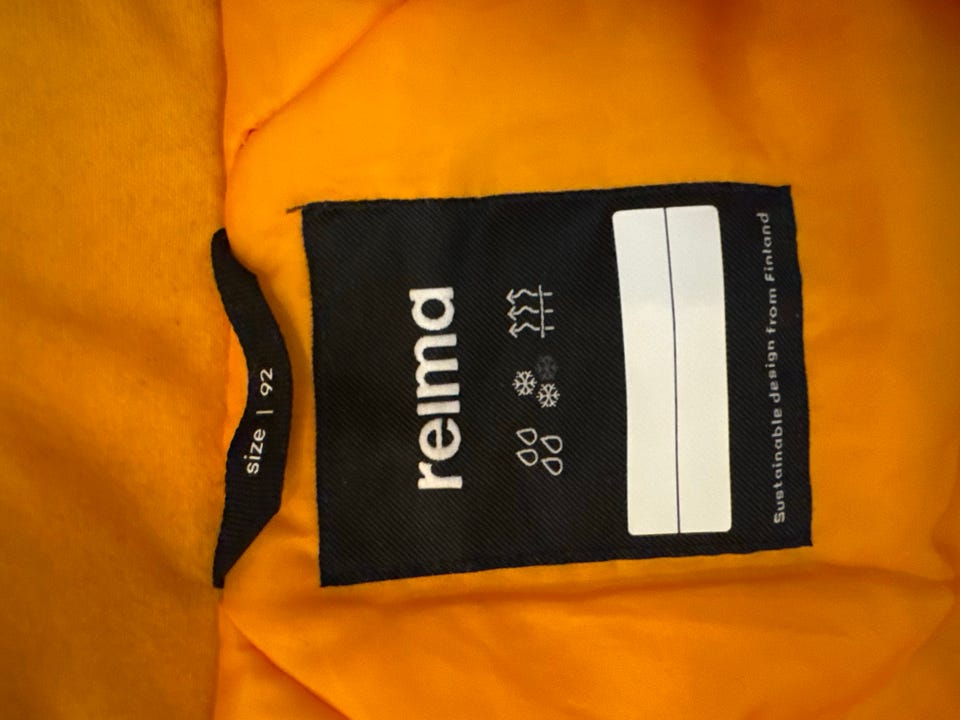 size | 92
reima
Sustainable design from Finland